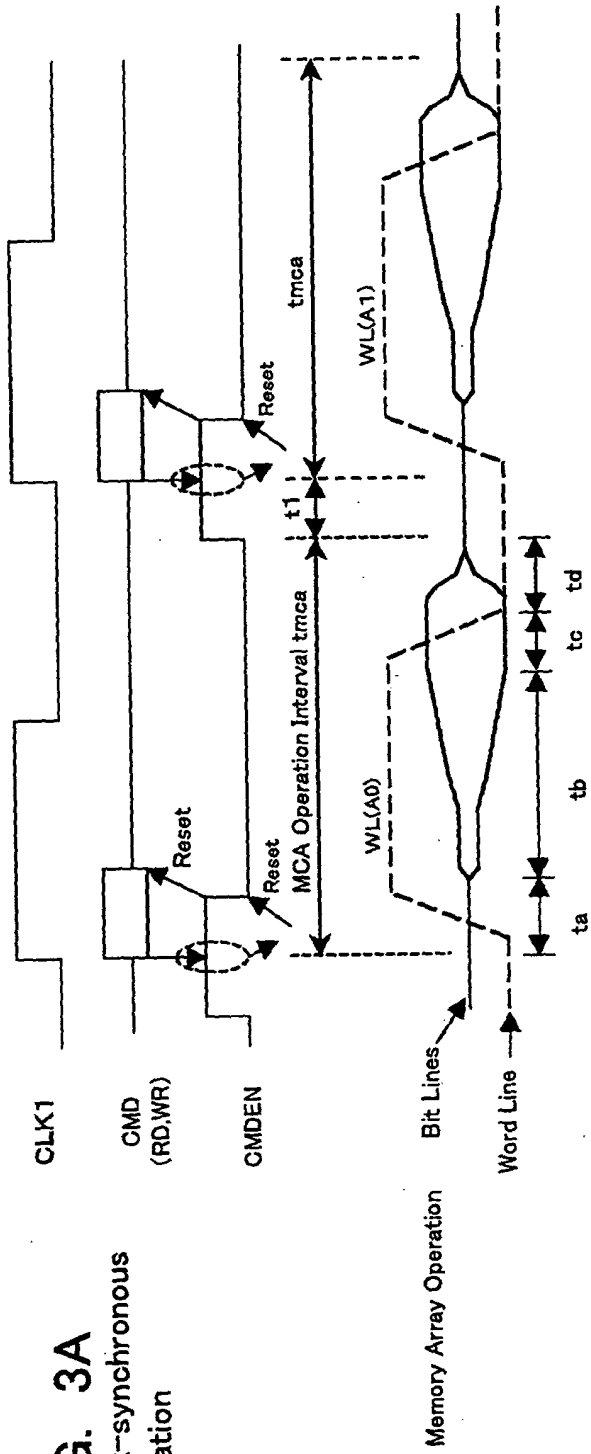 G. 3A
-synchronous
ation
CLK1
CMD
(RD,WR)
CMDEN
Reset
Reset
Reset
MCA Operation Interval tmca
t1
tmca
Memory Array Operation
Bit Lines
Word Line
WL(A0)
WL(A1)
ta
tb
tc
td